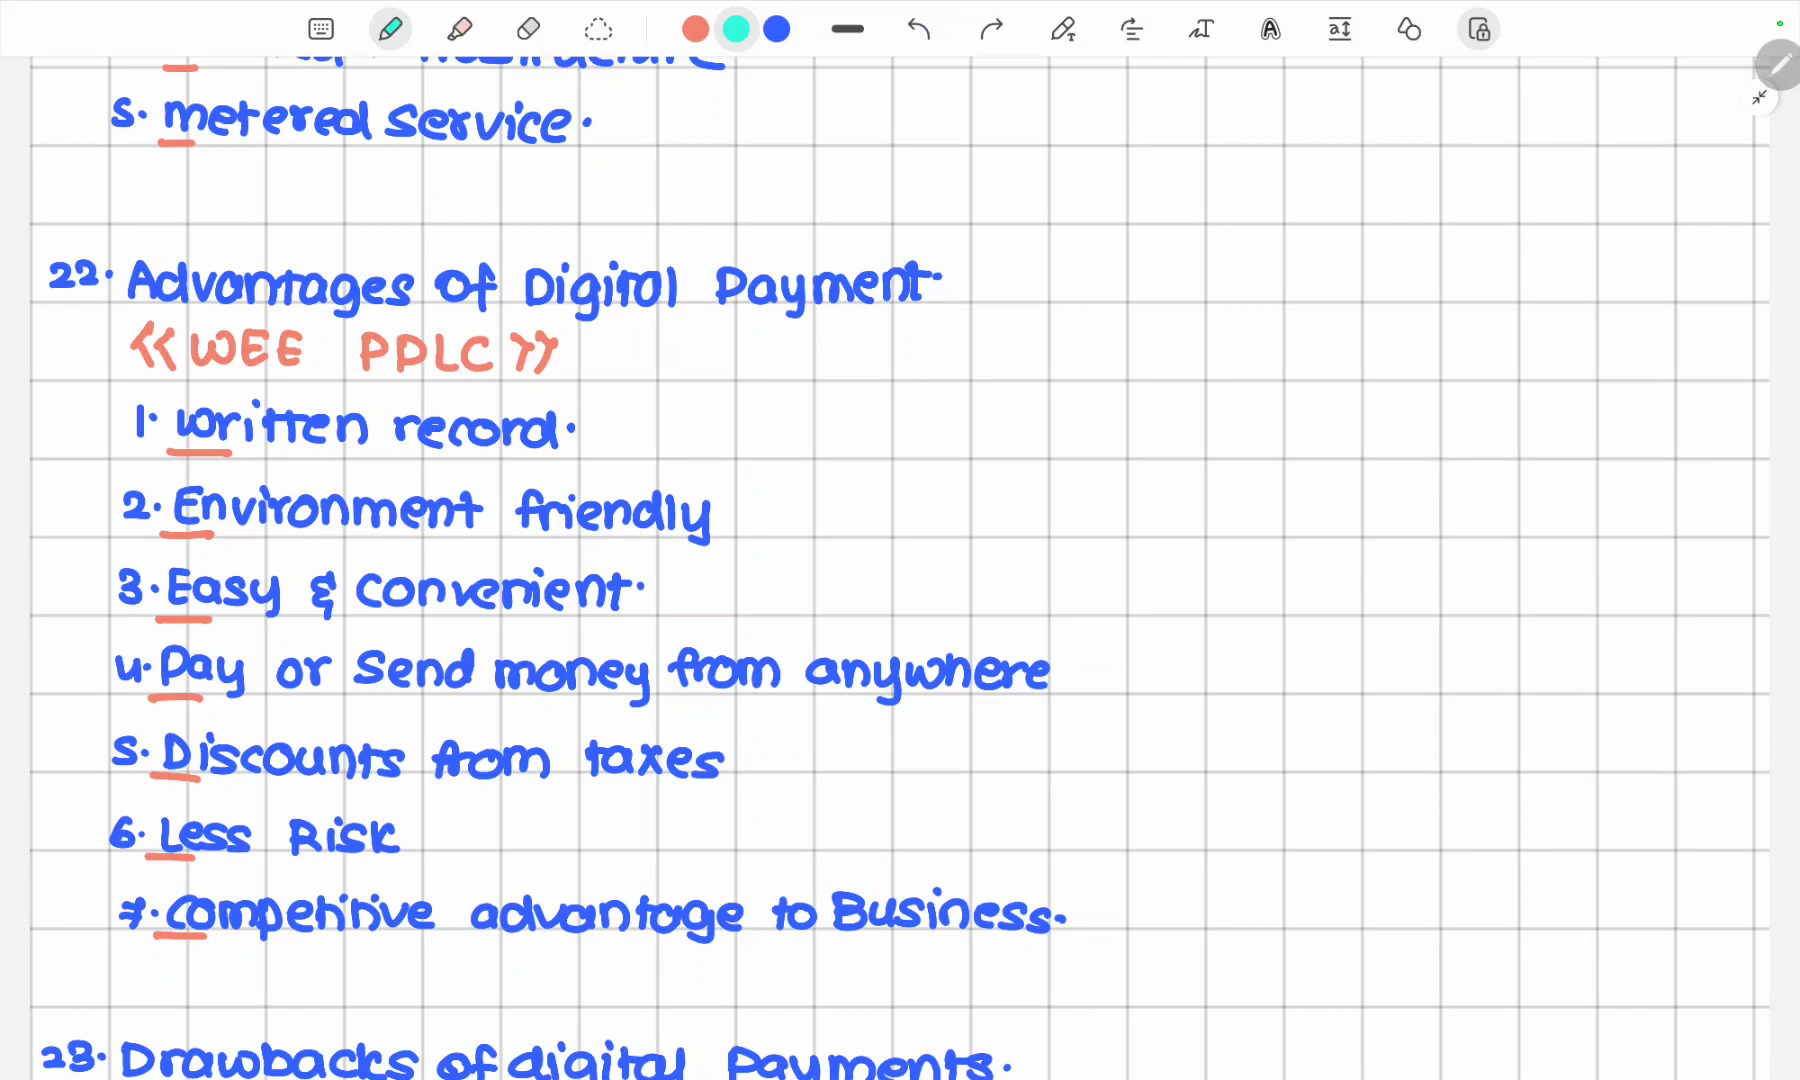 5. metered service.
22. Advantages of Digital Payment.
<< WEE PDLC >>
1. written record.
2. Environment friendly
3. Easy & convenient.
4. Pay or send money from anywhere
5. Discounts from taxes
6. Less Risk
7. competitive advantage to Business.
23. Drawbacks of digital Payments.